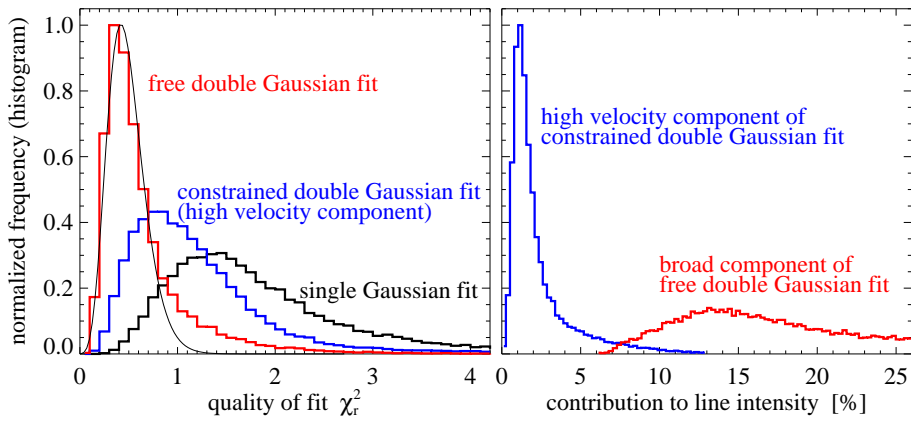 normalized frequency (histogram)
1.0
0.8
0.6
0.4
0.2
0.0
free double Gaussian fit
constrained double Gaussian fit
(high velocity component)
single Gaussian fit
0 1 2 3 4
quality of fit χ²ᵣ
high velocity component of
constrained double Gaussian fit
broad component of
free double Gaussian fit
0 5 10 15 20 25
contribution to line intensity [%]